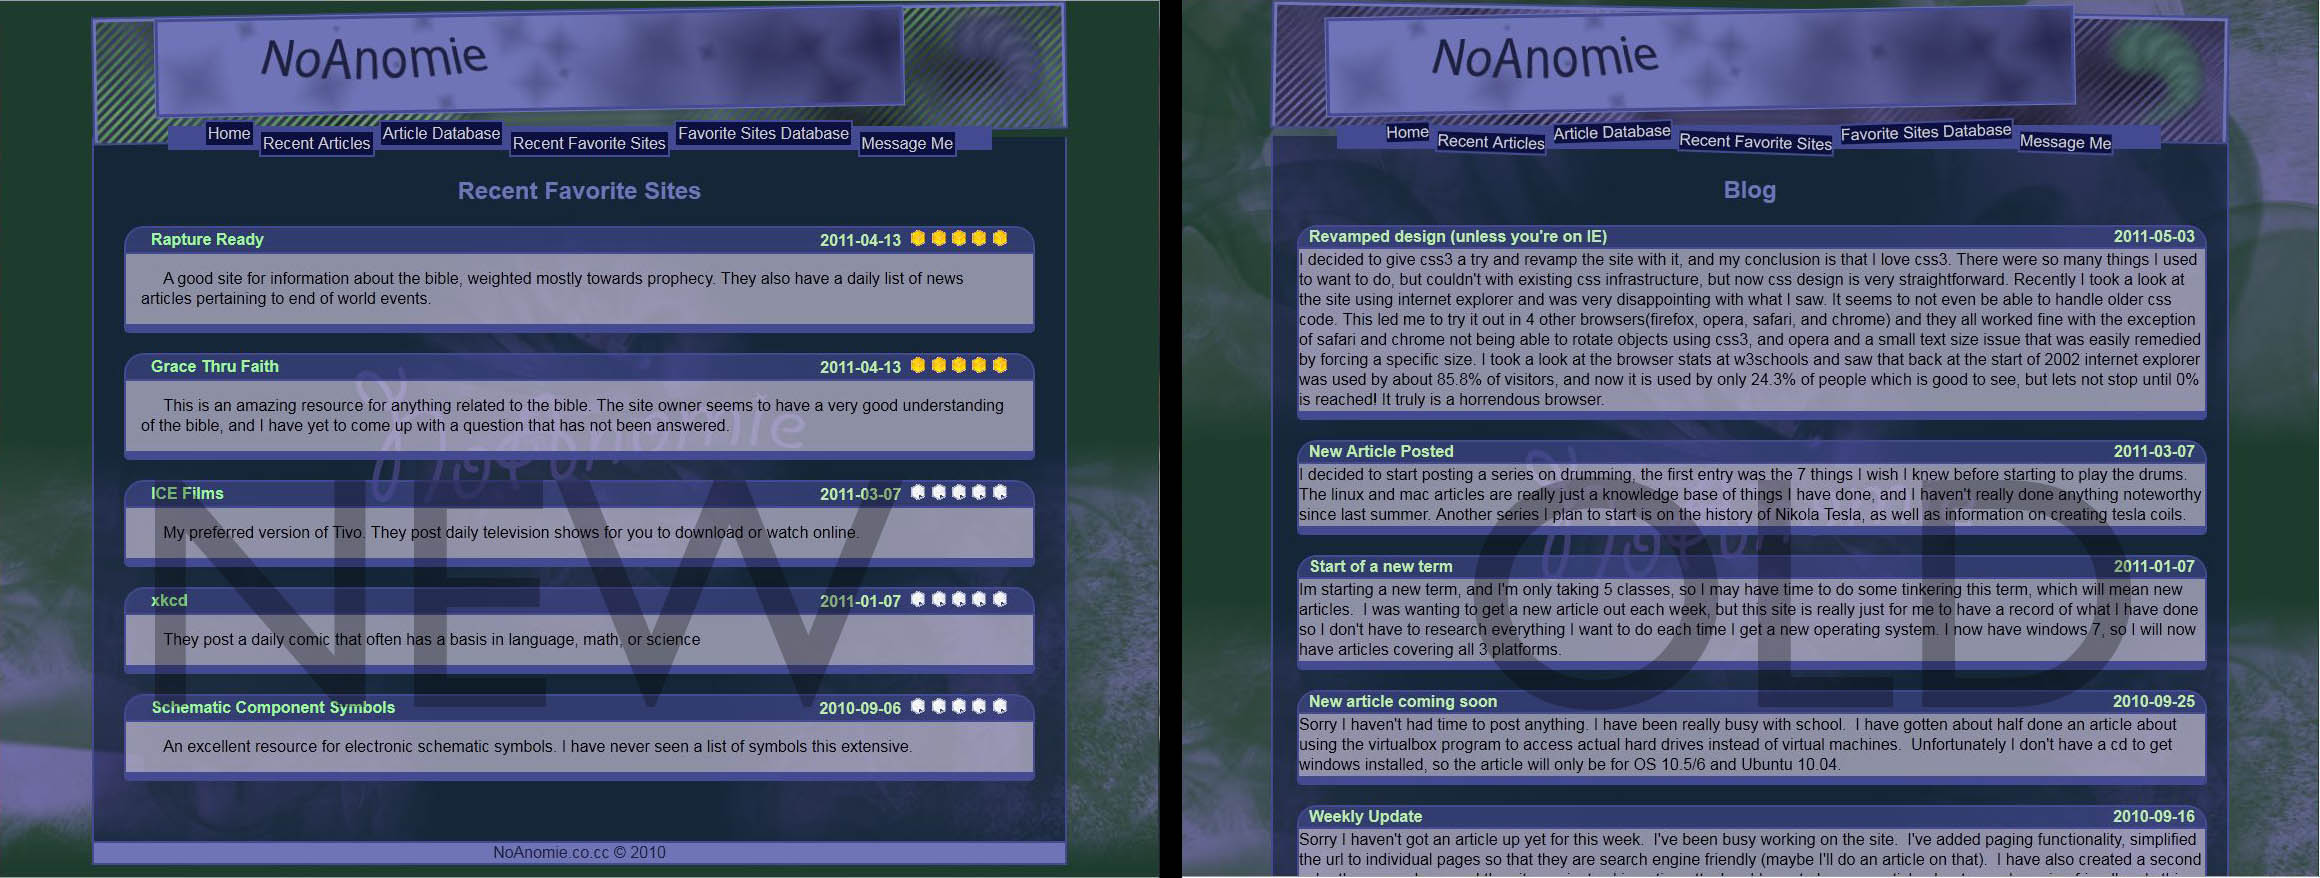 NoAnomie
Home
Recent Articles
Article Database
Recent Favorite Sites
Favorite Sites Database
Message Me
Recent Favorite Sites
Rapture Ready 2011-04-13
A good site for information about the bible, weighted mostly towards prophecy. They also have a daily list of news
articles pertaining to end of world events.
Grace Thru Faith 2011-04-13
This is an amazing resource for anything related to the bible. The site owner seems to have a very good understanding
of the bible, and I have yet to come up with a question that has not been answered.
NoAnomie
ICE Films 2011-03-07
My preferred version of Tivo. They post daily television shows for you to download or watch online.
NEW
xkcd 2011-01-07
They post a daily comic that often has a basis in language, math, or science
Schematic Component Symbols 2010-09-06
An excellent resource for electronic schematic symbols. I have never seen a list of symbols this extensive.
NoAnomie.co.cc © 2010
NoAnomie
Home
Recent Articles
Article Database
Recent Favorite Sites
Favorite Sites Database
Message Me
Blog
Revamped design (unless you're on IE) 2011-05-03
I decided to give css3 a try and revamp the site with it, and my conclusion is that I love css3. There were so many things I used
to want to do, but couldn't with existing css infrastructure, but now css design is very straightforward. Recently I took a look at
the site using internet explorer and was very disappointing with what I saw. It seems to not even be able to handle older css
code. This led me to try it out in 4 other browsers(firefox, opera, safari, and chrome) and they all worked fine with the exception
of safari and chrome not being able to rotate objects using css3, and opera and a small text size issue that was easily remedied
by forcing a specific size. I took a look at the browser stats at w3schools and saw that back at the start of 2002 internet explorer
was used by about 85.8% of visitors, and now it is used by only 24.3% of people which is good to see, but lets not stop until 0%
is reached! It truly is a horrendous browser.
New Article Posted 2011-03-07
I decided to start posting a series on drumming, the first entry was the 7 things I wish I knew before starting to play the drums.
The linux and mac articles are really just a knowledge base of things I have done, and I haven't really done anything noteworthy
since last summer. Another series I plan to start is on the history of Nikola Tesla, as well as information on creating tesla coils.
OLD
Start of a new term 2011-01-07
Im starting a new term, and I'm only taking 5 classes, so I may have time to do some tinkering this term, which will mean new
articles. I was wanting to get a new article out each week, but this site is really just for me to have a record of what I have done
so I don't have to research everything I want to do each time I get a new operating system. I now have windows 7, so I will now
have articles covering all 3 platforms.
New article coming soon 2010-09-25
Sorry I haven't had time to post anything. I have been really busy with school. I have gotten about half done an article about
using the virtualbox program to access actual hard drives instead of virtual machines. Unfortunately I don't have a cd to get
windows installed, so the article will only be for OS 10.5/6 and Ubuntu 10.04.
Weekly Update 2010-09-16
Sorry I haven't got an article up yet for this week. I've been busy working on the site. I've added paging functionality, simplified
the url to individual pages so that they are search engine friendly (maybe I'll do an article on that). I have also created a second